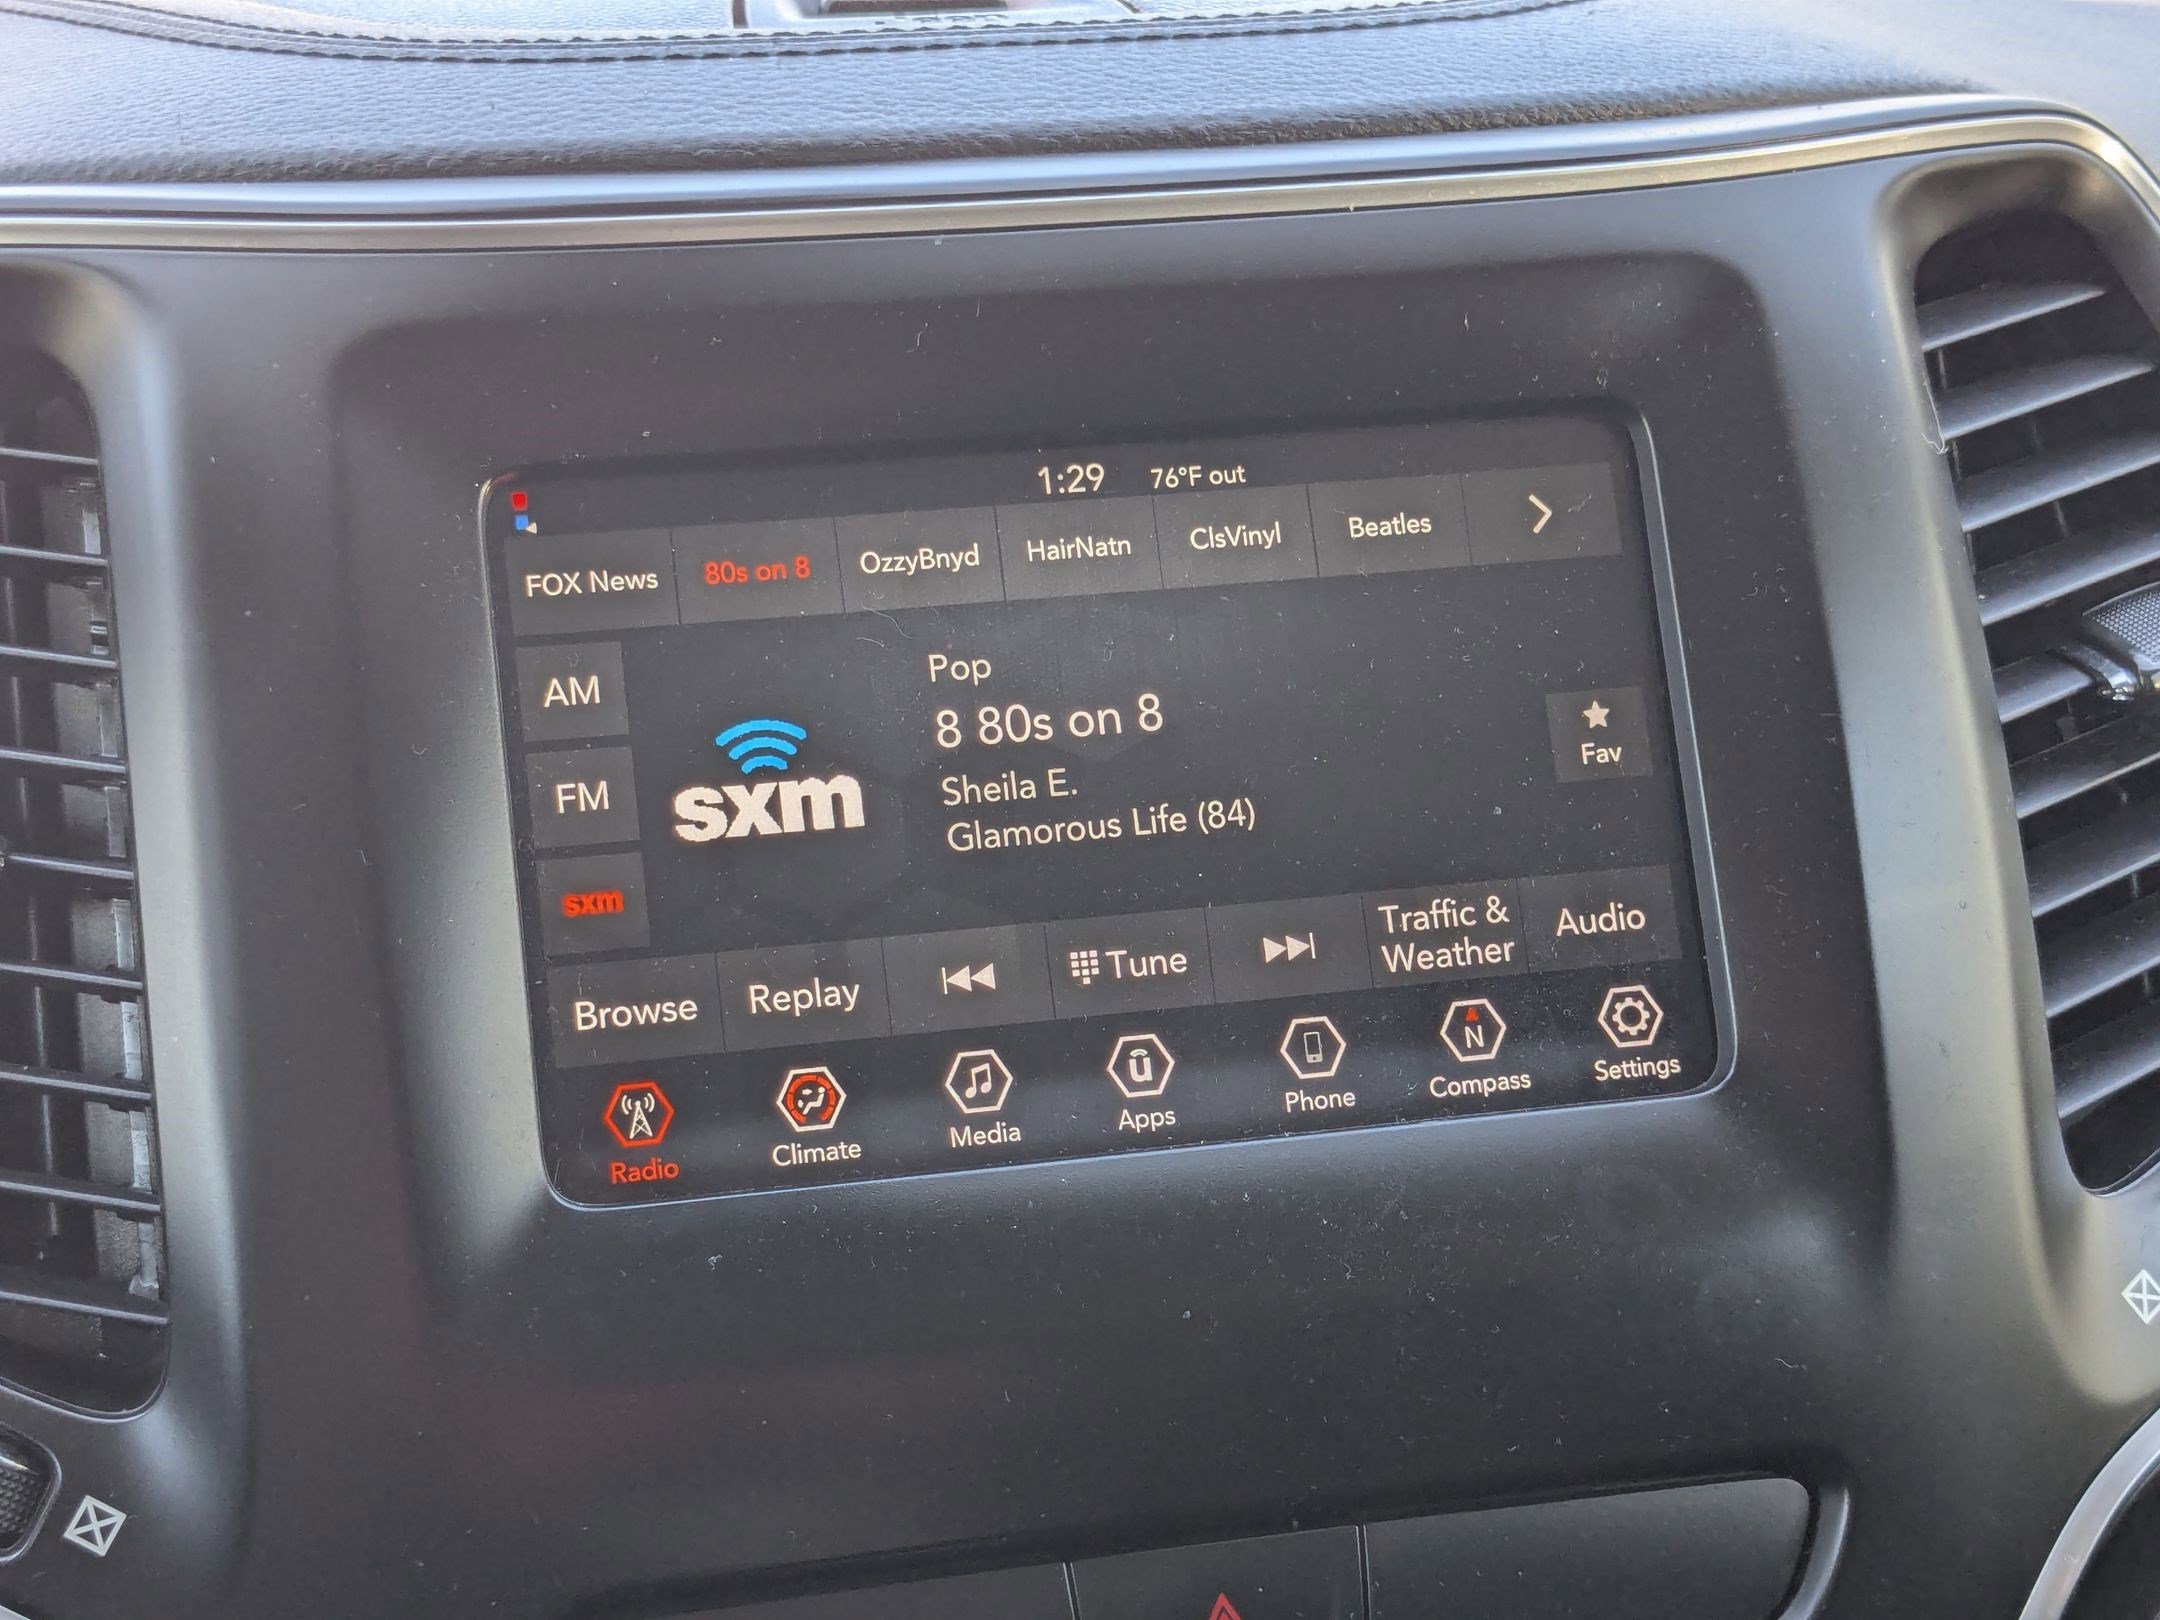 1:29 76°F out
FOX News 80s on 8 OzzyBnyd HairNatn ClsVinyl Beatles
AM
FM
sxm
sxm
Pop
8 80s on 8
Sheila E.
Glamorous Life (84)
Fav
Browse Replay Tune Traffic & Weather Audio
Radio Climate Media ū Apps Phone N Compass Settings